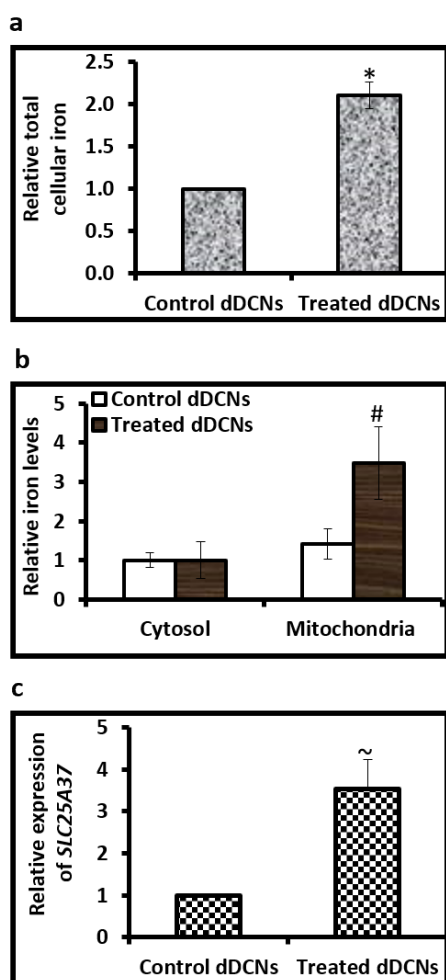 a
Relative total
cellular iron
2.5
2.0
1.5
1.0
0.5
0.0
*
Control dDCNs Treated dDCNs
b
Relative iron levels
5
4
3
2
1
0
Control dDCNs
Treated dDCNs
#
Cytosol Mitochondria
c
Relative expression
of SLC25A37
5
4
3
2
1
0
~
Control dDCNs Treated dDCNs